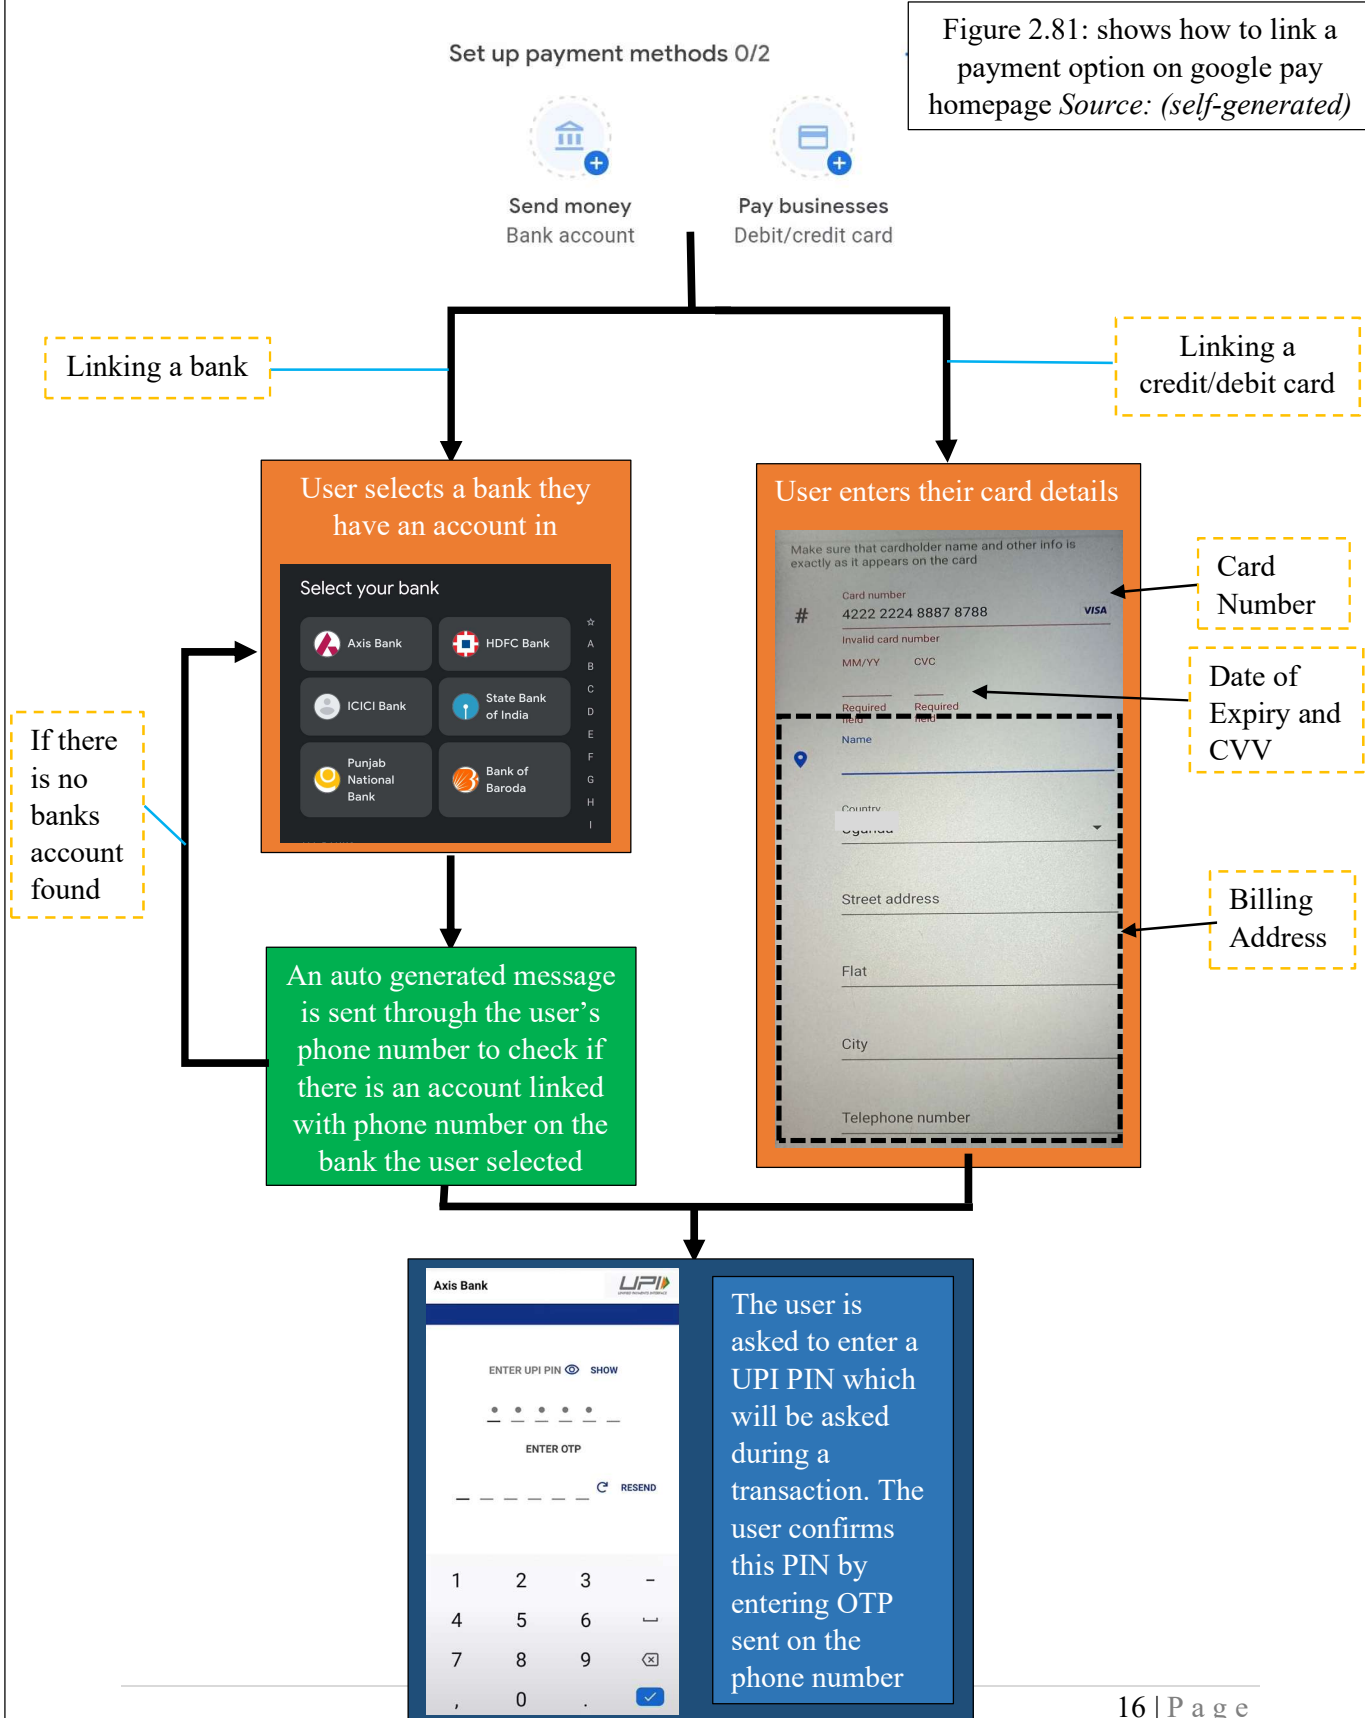 Set up payment methods 0/2
Figure 2.81: shows how to link a
payment option on google pay
homepage Source: (self-generated)
Send money
Bank account
Pay businesses
Debit/credit card
Linking a bank
Linking a
credit/debit card
User selects a bank they
have an account in
Select your bank
Axis Bank
HDFC Bank
ICICI Bank
State Bank
of India
Punjab
National
Bank
Bank of
Baroda
☆
A
B
C
D
E
F
G
H
I
User enters their card details
Make sure that cardholder name and other info is
exactly as it appears on the card
Card number
# 4222 2224 8887 8788 VISA
Invalid card number
MM/YY CVC
Required Required
field field
Name
Country
Street address
Flat
City
Telephone number
Card
Number
Date of
Expiry and
CVV
Billing
Address
If there
is no
banks
account
found
An auto generated message
is sent through the user's
phone number to check if
there is an account linked
with phone number on the
bank the user selected
Axis Bank UPI
ENTER UPI PIN SHOW
ENTER OTP
RESEND
1 2 3 -
4 5 6
7 8 9
, 0 .
The user is
asked to enter a
UPI PIN which
will be asked
during a
transaction. The
user confirms
this PIN by
entering OTP
sent on the
phone number
16 | P a g e